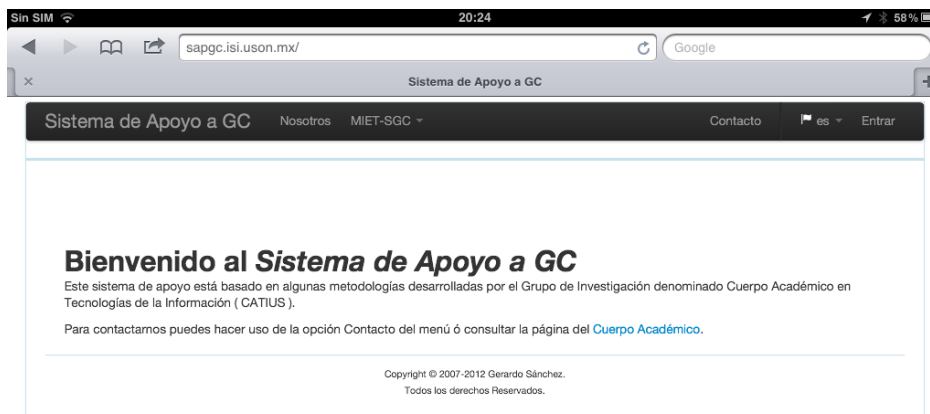 Sin SIM 20:24 58%
sapgc.isi.uson.mx/ Google
Sistema de Apoyo a GC
Sistema de Apoyo a GC Nosotros MIET-SGC Contacto es Entrar
Bienvenido al Sistema de Apoyo a GC
Este sistema de apoyo está basado en algunas metodologías desarrolladas por el Grupo de Investigación denominado Cuerpo Académico en
Tecnologías de la Información ( CATIUS ).
Para contactarnos puedes hacer uso de la opción Contacto del menú ó consultar la página del Cuerpo Académico.
Copyright © 2007-2012 Gerardo Sánchez.
Todos los derechos Reservados.